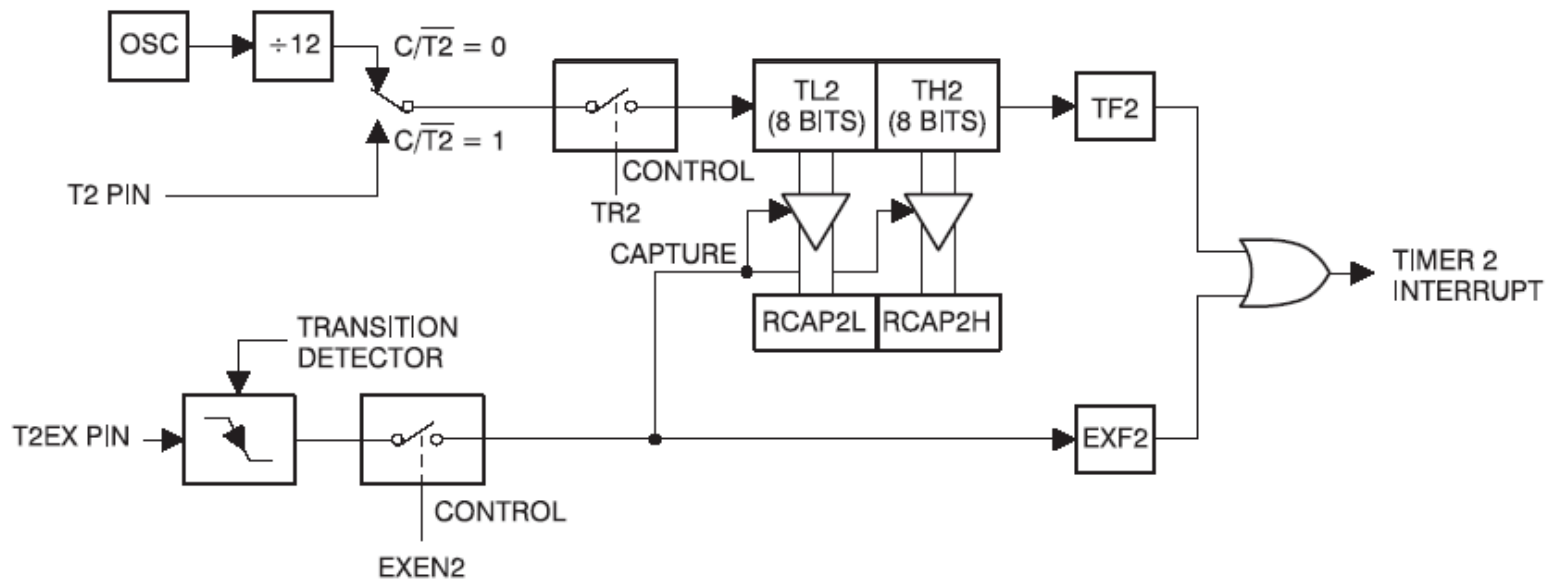 OSC
÷12
C/T2̅ = 0
TL2
(8 BITS)
TH2
(8 BITS)
TF2
C/T2̅ = 1
T2 PIN
CONTROL
TR2
CAPTURE
TIMER 2
INTERRUPT
RCAP2L
RCAP2H
TRANSITION
DETECTOR
T2EX PIN
EXF2
CONTROL
EXEN2